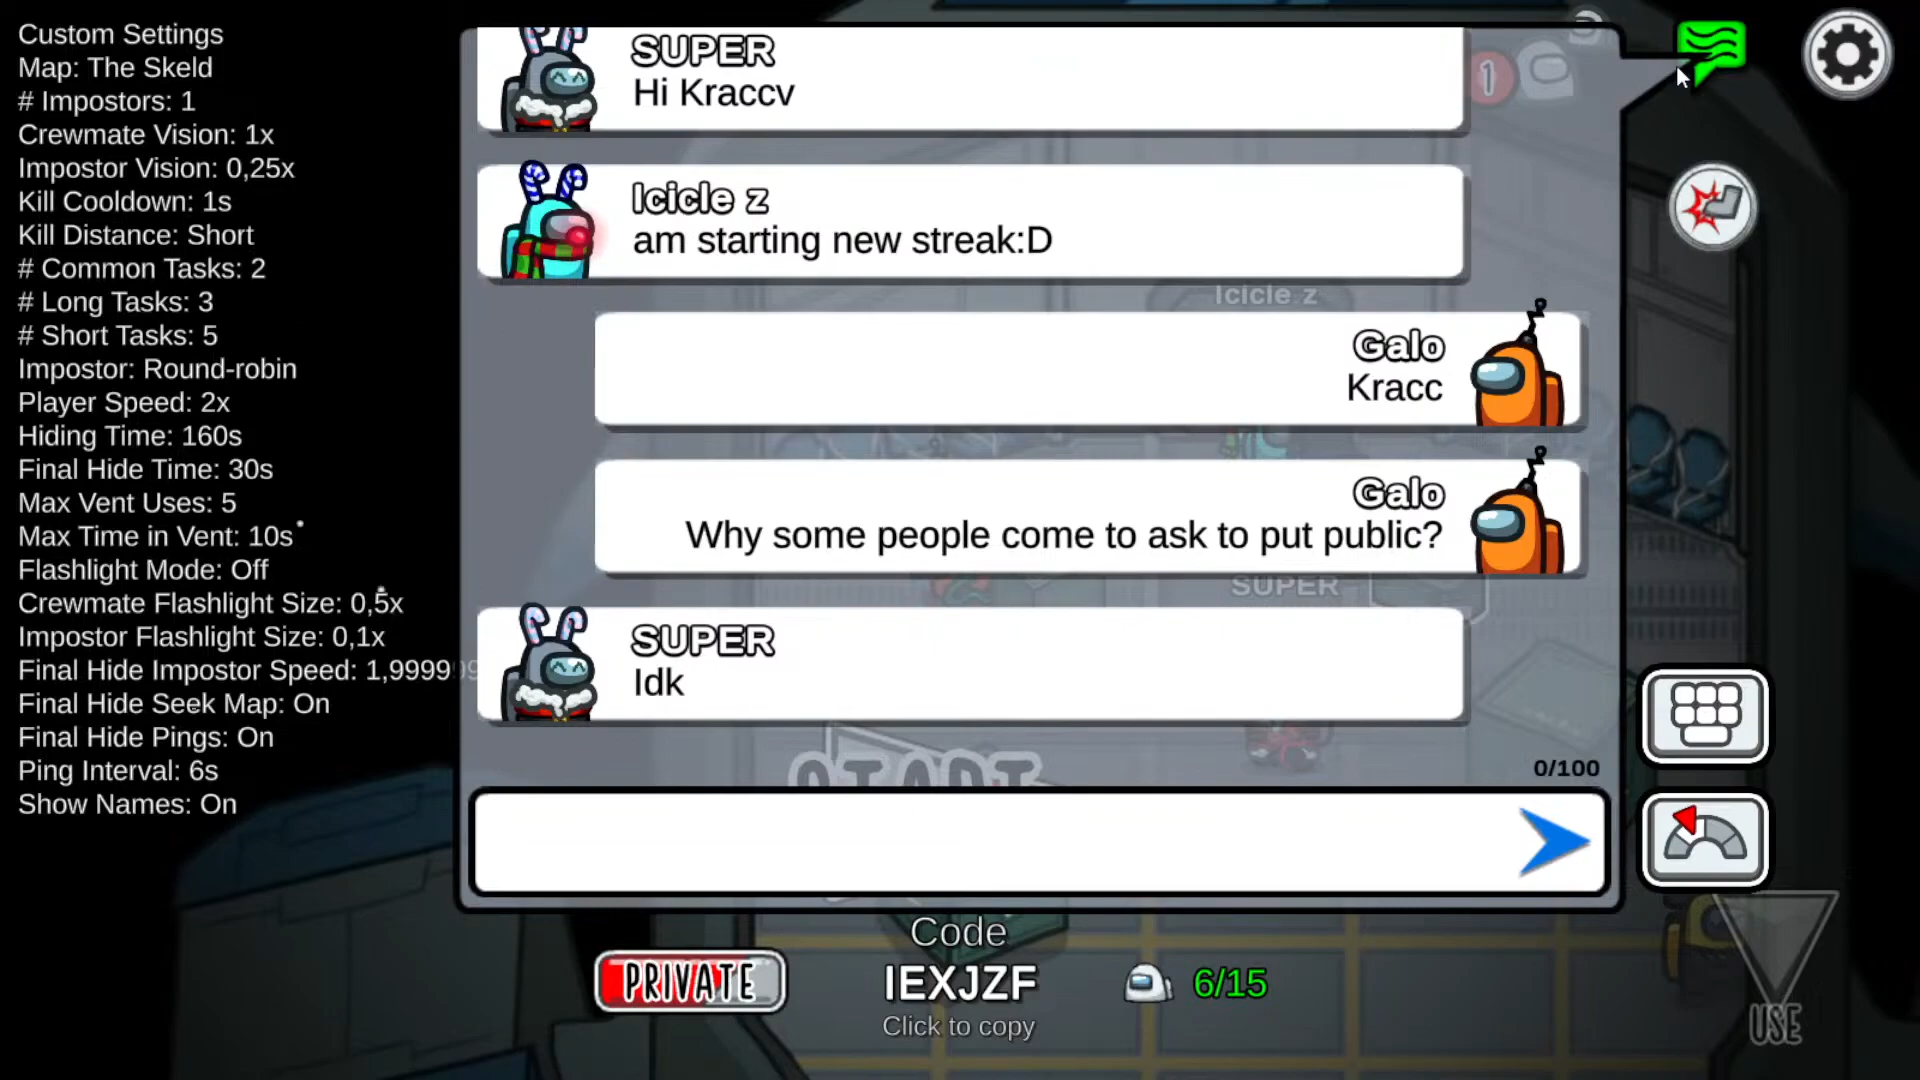 Custom Settings
Map: The Skeld
# Impostors: 1
Crewmate Vision: 1x
Impostor Vision: 0,25x
Kill Cooldown: 1s
Kill Distance: Short
# Common Tasks: 2
# Long Tasks: 3
# Short Tasks: 5
Impostor: Round-robin
Player Speed: 2x
Hiding Time: 160s
Final Hide Time: 30s
Max Vent Uses: 5
Max Time in Vent: 10s
Flashlight Mode: Off
Crewmate Flashlight Size: 0,5x
Impostor Flashlight Size: 0,1x
Final Hide Impostor Speed: 1,999999
Final Hide Seek Map: On
Final Hide Pings: On
Ping Interval: 6s
Show Names: On
SUPER
Hi Kraccv
1
Icicle z
am starting new streak:D
Icicle z
Galo
Kracc
Galo
Why some people come to ask to put public?
SUPER
SUPER
Idk
START
0/100
PRIVATE
Code
IEXJZF
Click to copy
6/15
USE